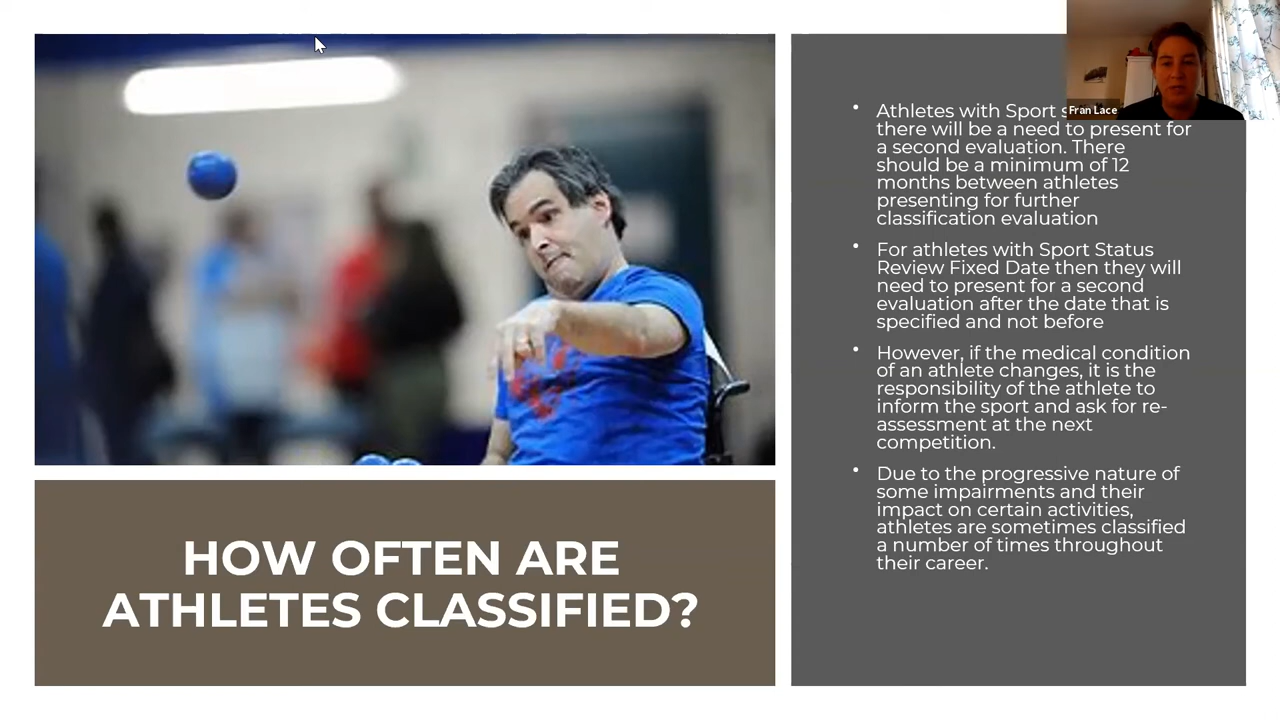 Fran Lace
Athletes with Sport
there will be a need to present for
a second evaluation. There
should be a minimum of 12
months between athletes
presenting for further
classification evaluation
For athletes with Sport Status
Review Fixed Date then they will
need to present for a second
evaluation after the date that is
specified and not before
However, if the medical condition
of an athlete changes, it is the
responsibility of the athlete to
inform the sport and ask for re-
assessment at the next
competition.
Due to the progressive nature of
some impairments and their
impact on certain activities,
athletes are sometimes classified
a number of times throughout
their career.
HOW OFTEN ARE
ATHLETES CLASSIFIED?